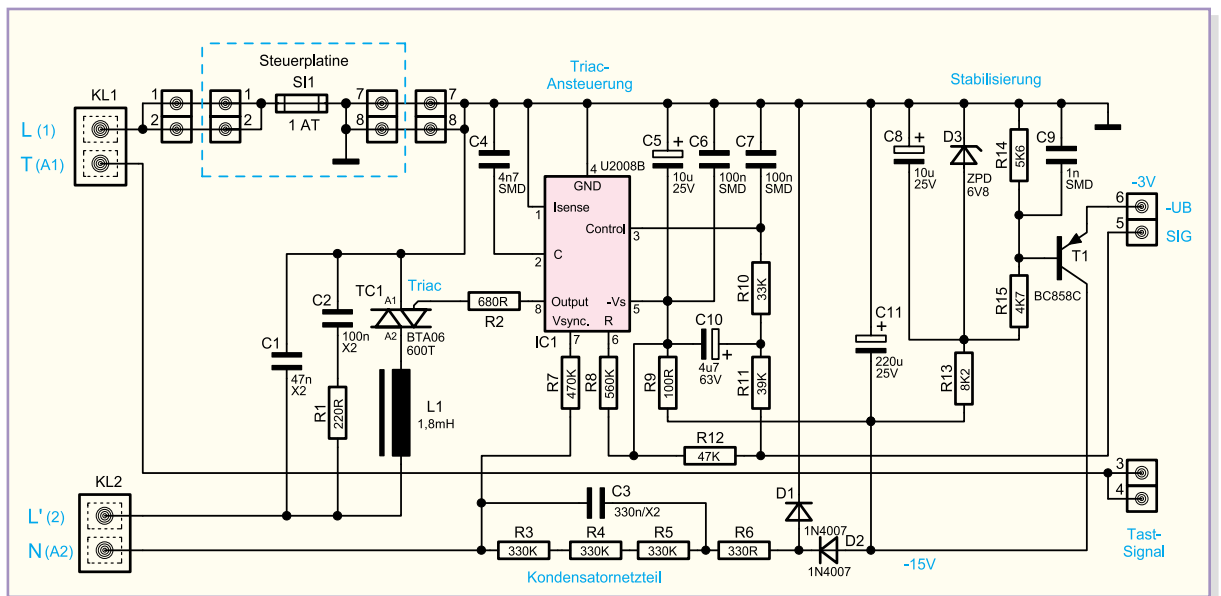 Steuerplatine
Triac-
Ansteuerung
Stabilisierung
KL1
1
2
1
2
SI1
1 AT
7
8
7
8
L (1)
T (A1)
C4
4n7
SMD
4
U2008B
GND
Isense
1
Control
3
C
2
Output
8
-Vs
5
Vsync.
R
7
6
IC1
C5
+
10u
25V
C6
100n
SMD
C7
100n
SMD
C8
+
10u
25V
D3
ZPD
6V8
R14
5K6
C9
1n
SMD
-3V
6
-UB
5
SIG
T1
BC858C
R15
4K7
R10
33K
C10
+
4u7
63V
R11
39K
R9
100R
C11
+
220u
25V
R13
8K2
TC1
Triac
A1
A2
BTA06
600T
680R
R2
C2
100n
X2
C1
47n
X2
R1
220R
L1
1,8mH
R7
470K
R8
560K
R12
47K
KL2
L' (2)
N (A2)
C3
330n/X2
R3
330K
R4
330K
R5
330K
R6
330R
D1
1N4007
D2
1N4007
Kondensatornetzteil
-15V
3
4
Tast-
Signal